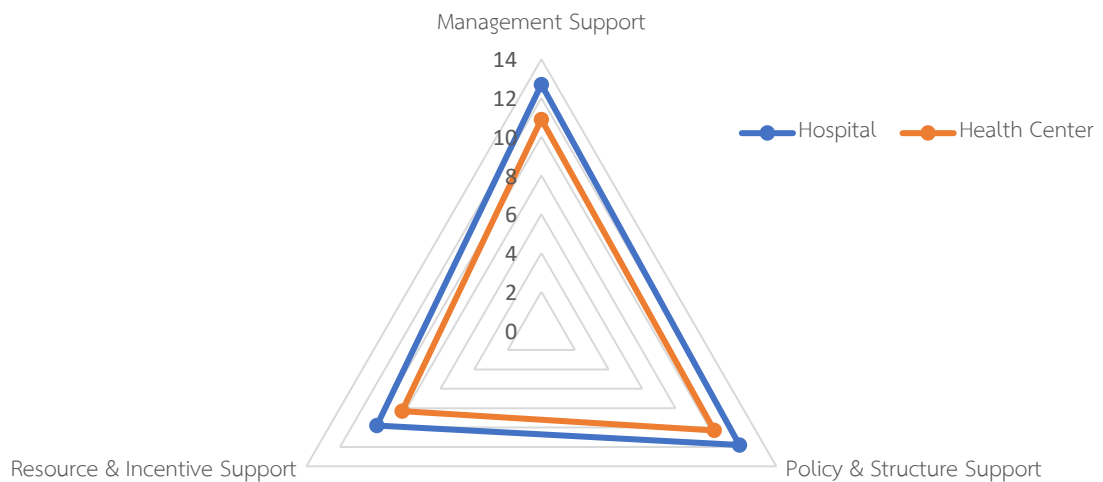 Management Support
14
12
10
8
6
4
2
0
Hospital
Health Center
Resource & Incentive Support
Policy & Structure Support